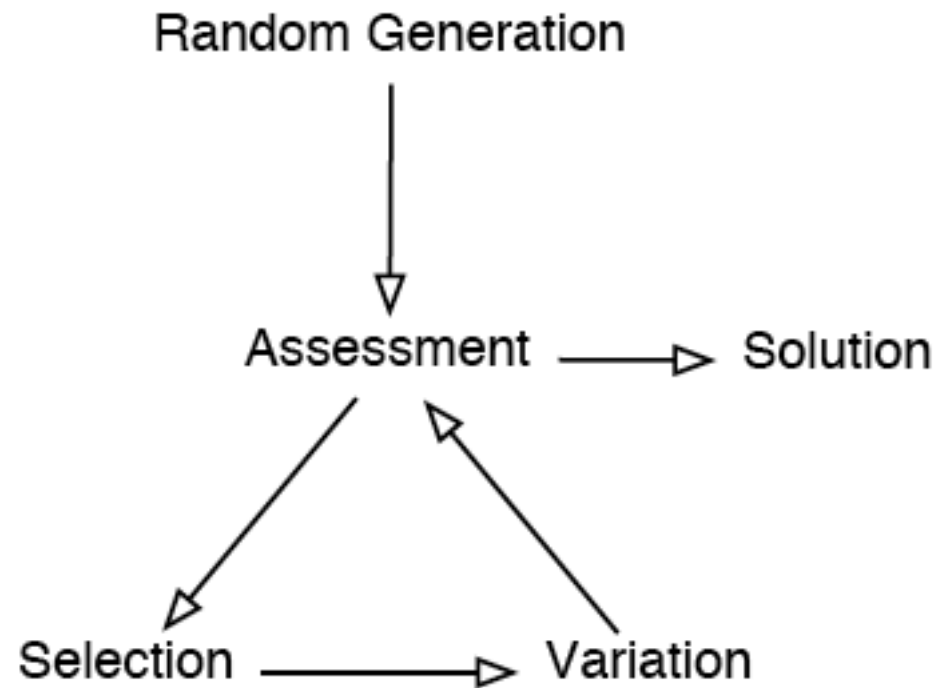 Random Generation
Assessment
Solution
Selection
Variation